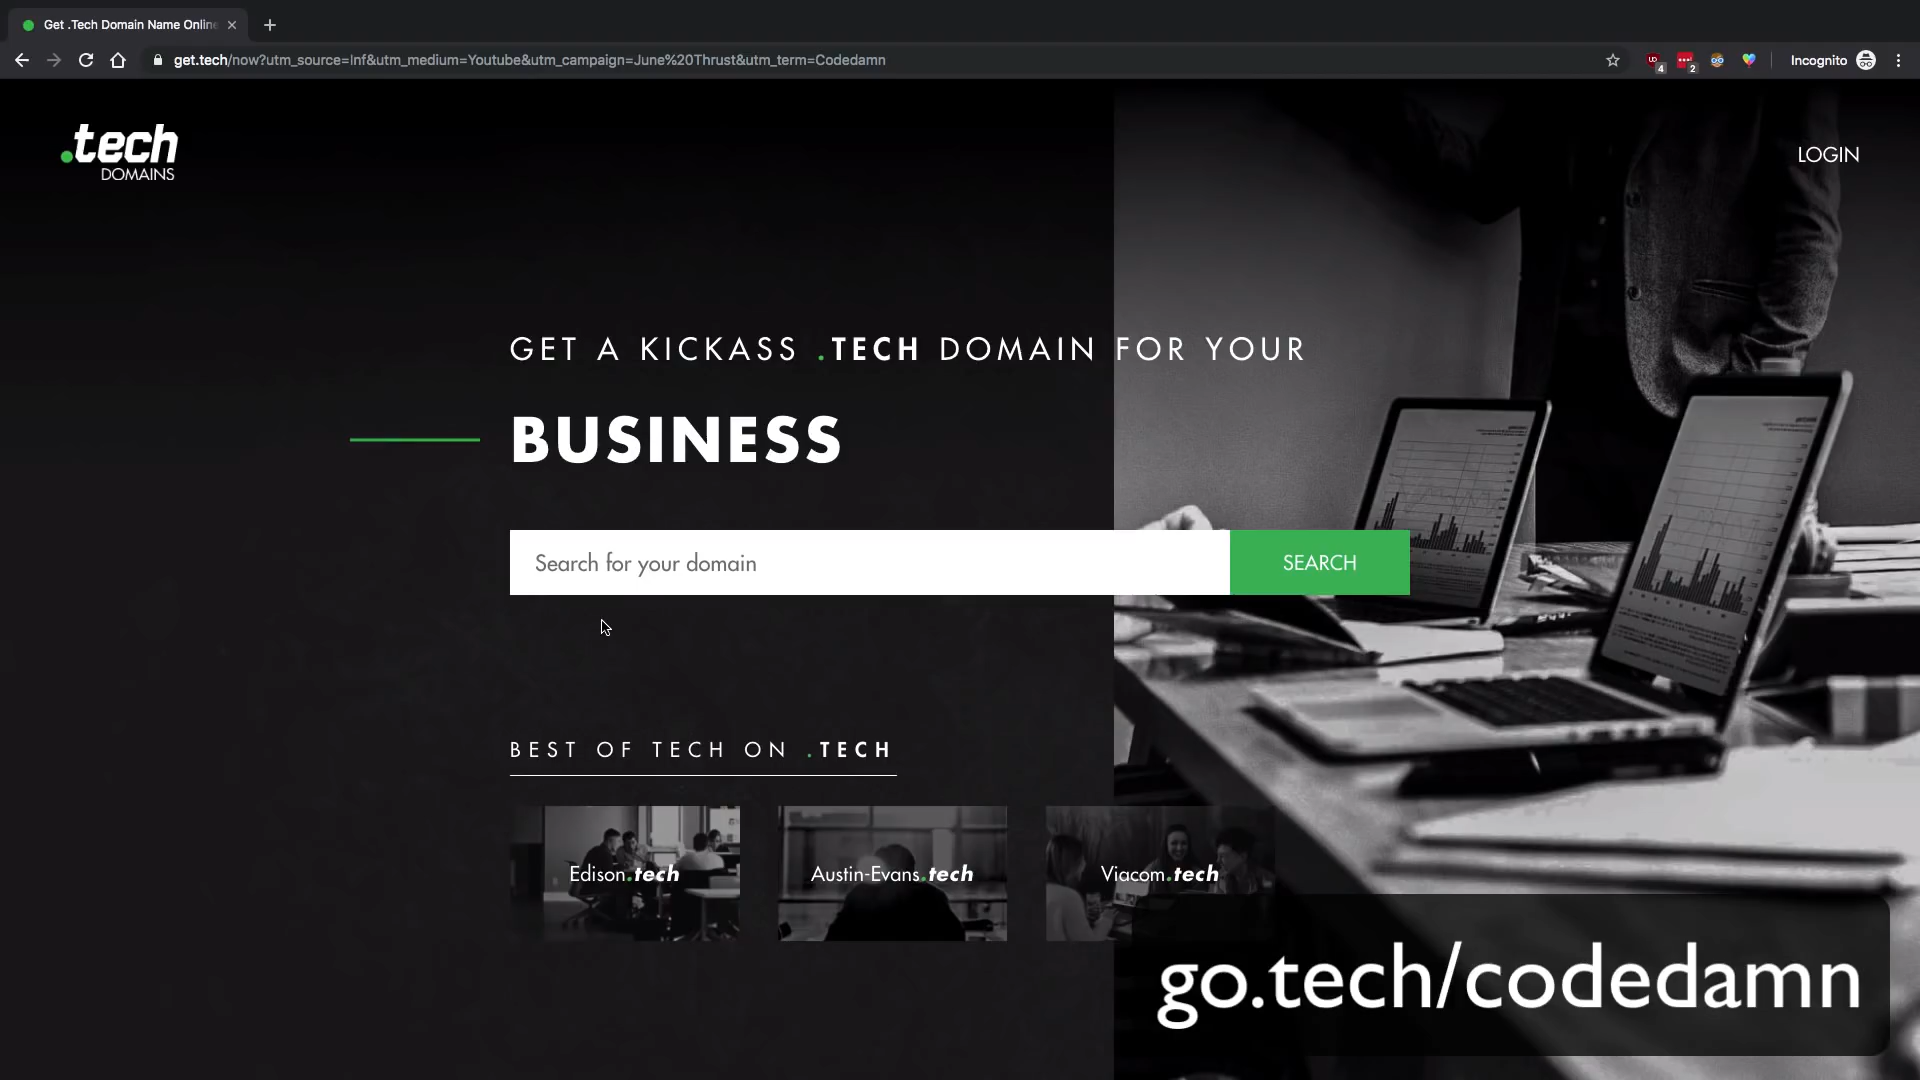 Get .Tech Domain Name Online
get.tech/now?utm_source=Inf&utm_medium=Youtube&utm_campaign=June%20Thrust&utm_term=Codedamn
4
2
Incognito
.tech
DOMAINS
LOGIN
GET A KICKASS .TECH DOMAIN FOR YOUR
BUSINESS
Search for your domain
SEARCH
BEST OF TECH ON .TECH
Edison.tech
Austin-Evans.tech
Viacom.tech
go.tech/codedamn